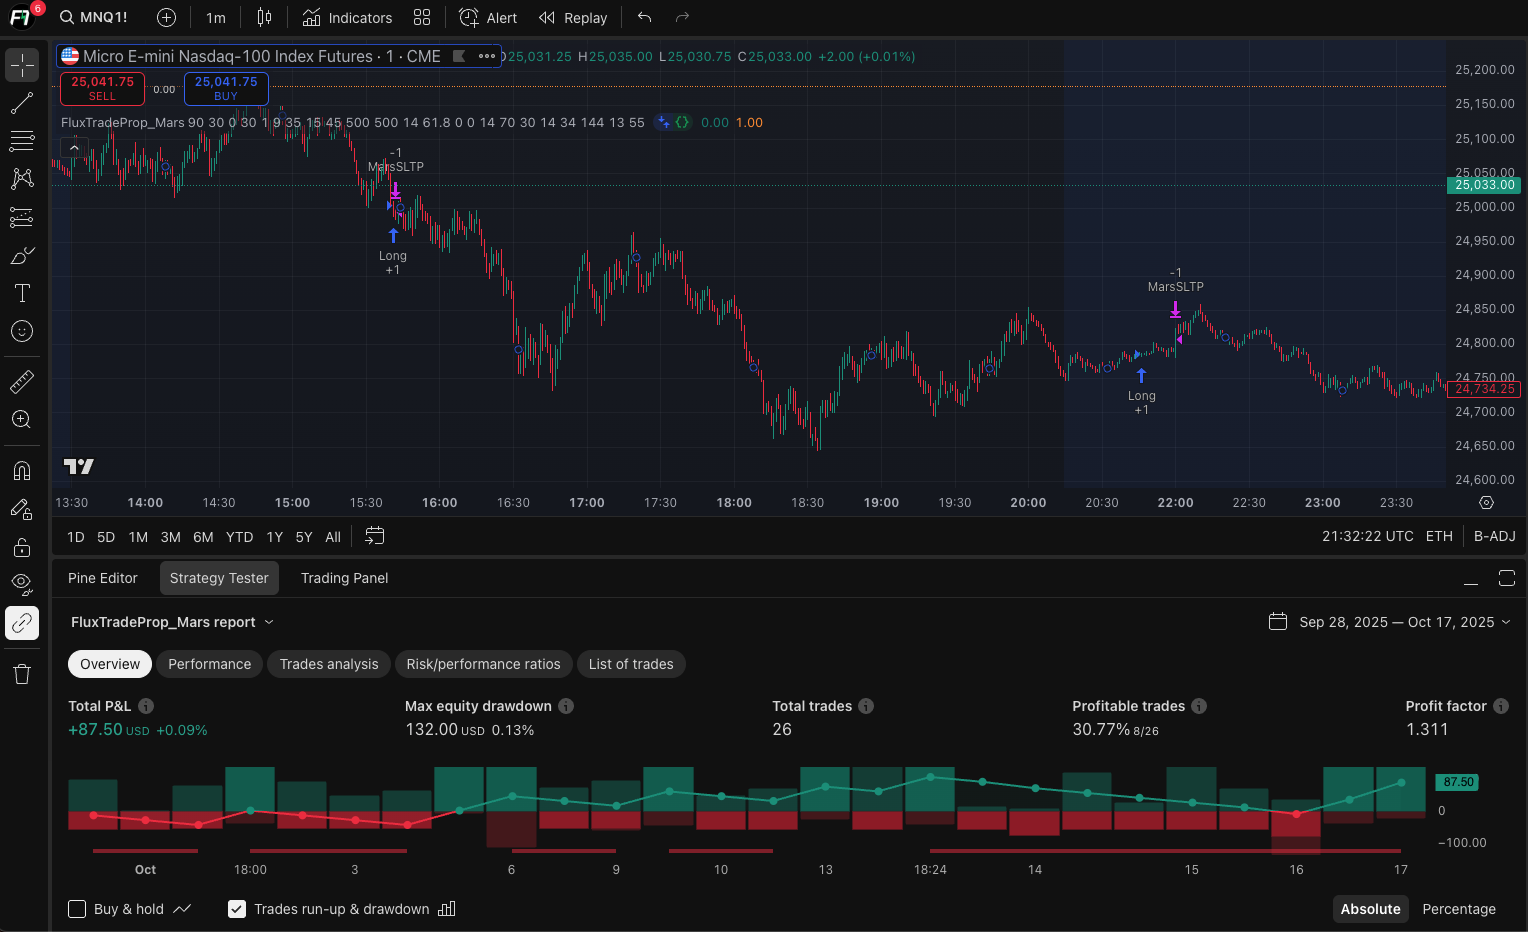 6
MNQ1!
1m
Indicators
Alert
Replay
Micro E-mini Nasdaq-100 Index Futures · 1 · CME
O25,031.25 H25,035.00 L25,030.75 C25,033.00 +2.00 (+0.01%)
25,041.75
SELL
0.00
25,041.75
BUY
FluxTradeProp_Mars 90 30 0 30 1 9 35 15 45 500 500 14 61.8 0 0 14 70 30 14 34 144 13 55 0.00 1.00
-1
MarsSLTP
Long
+1
-1
MarsSLTP
Long
+1
25,200.00
25,150.00
25,100.00
25,050.00
25,033.00
25,000.00
24,950.00
24,900.00
24,850.00
24,800.00
24,750.00
24,734.25
24,700.00
24,650.00
24,600.00
13:30 14:00 14:30 15:00 15:30 16:00 16:30 17:00 17:30 18:00 18:30 19:00 19:30 20:00 20:30 22:00 22:30 23:00 23:30
1D 5D 1M 3M 6M YTD 1Y 5Y All
21:32:22 UTC ETH B-ADJ
Pine Editor Strategy Tester Trading Panel
FluxTradeProp_Mars report
Sep 28, 2025 — Oct 17, 2025
Overview Performance Trades analysis Risk/performance ratios List of trades
Total P&L Max equity drawdown Total trades Profitable trades Profit factor
+87.50 USD +0.09% 132.00 USD 0.13% 26 30.77% 8/26 1.311
87.50
0
−100.00
Oct 18:00 3 6 9 10 13 18:24 14 15 16 17
Buy & hold Trades run-up & drawdown Absolute Percentage